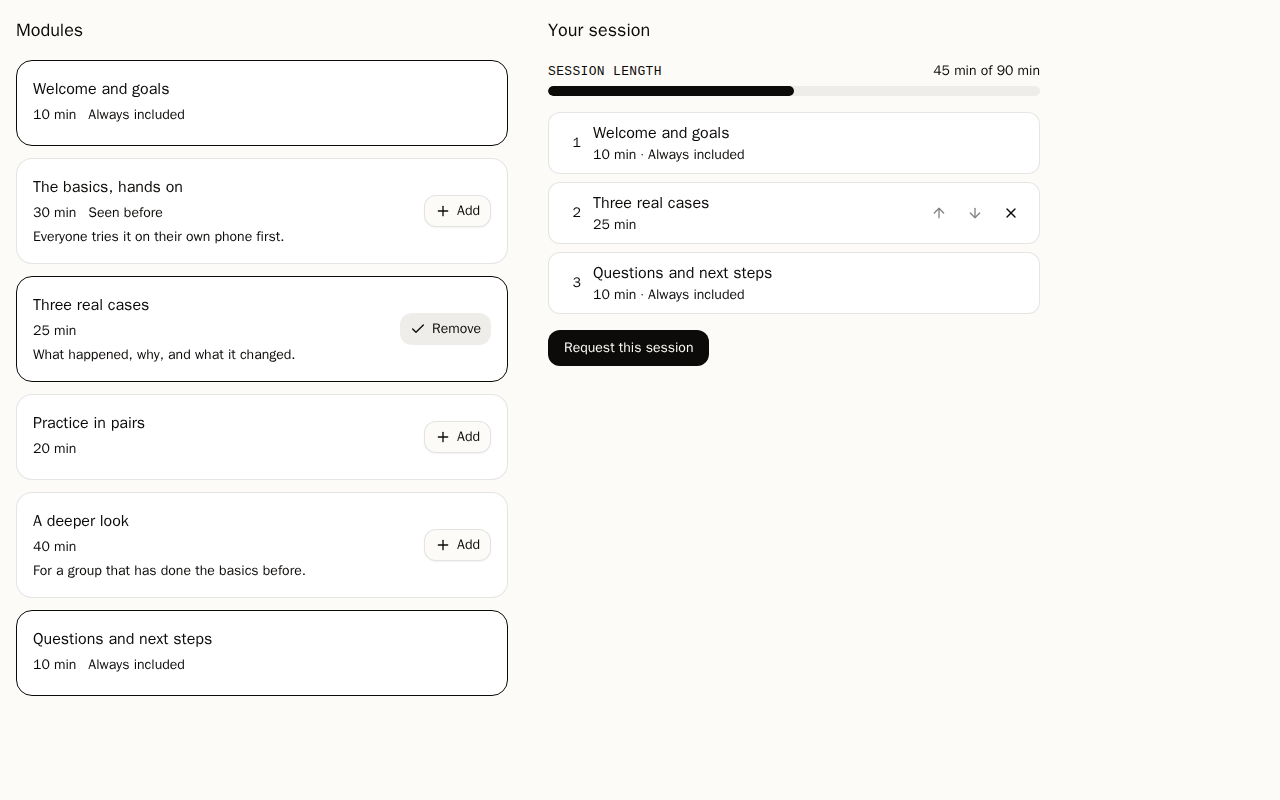 Modules
Welcome and goals
10 min Always included
The basics, hands on
30 min Seen before
Everyone tries it on their own phone first.
Add
Three real cases
25 min
What happened, why, and what it changed.
Remove
Practice in pairs
20 min
Add
A deeper look
40 min
For a group that has done the basics before.
Add
Questions and next steps
10 min Always included
Your session
SESSION LENGTH 45 min of 90 min
1 Welcome and goals
10 min · Always included
2 Three real cases
25 min
3 Questions and next steps
10 min · Always included
Request this session